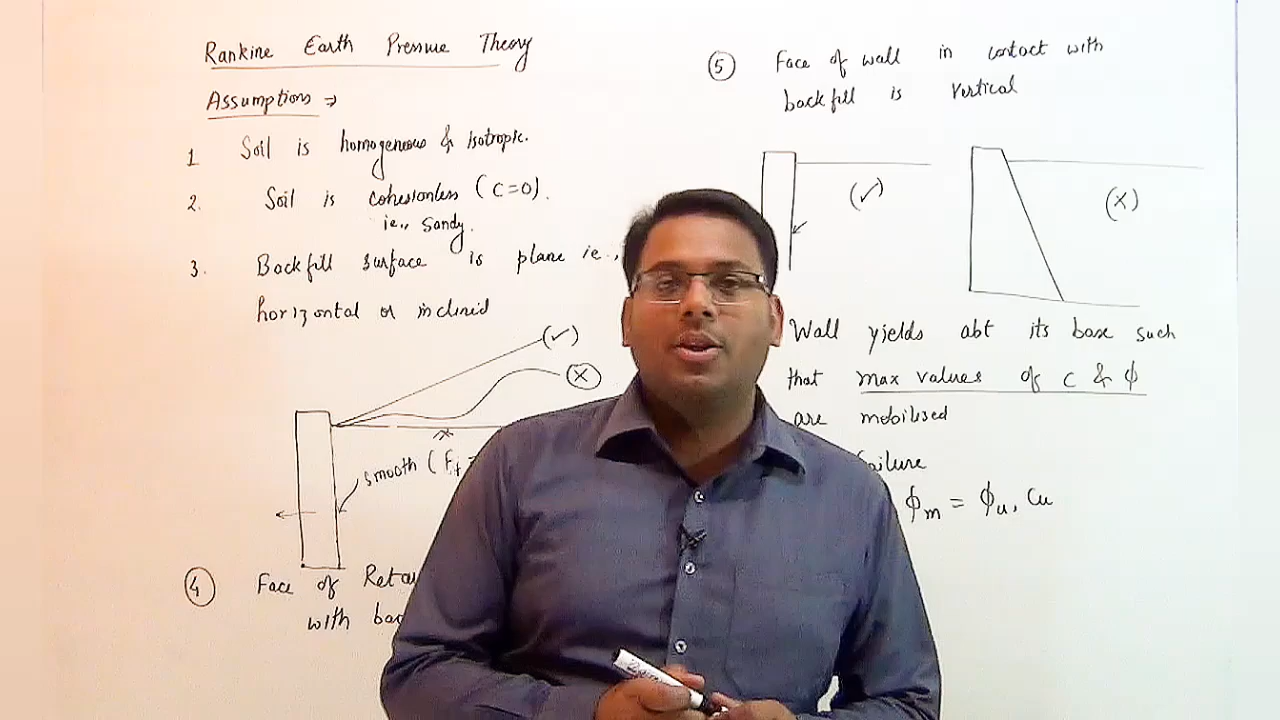 Rankine Earth Pressure Theory
Assumptions ⇒
1 Soil is homogeneous & isotropic.
2. Soil is cohesionless (C=0).
ie., Sandy.
3. Backfill surface is plane ie.,
horizontal or inclined
(✓)
(x)
x
smooth (Ff =
4 Face of
with
5 Face of wall in contact with
backfill is vertical
(✓)
(x)
Wall yields abt its base such
that max values of c & ϕ
are mobilised
ϕm = ϕu, Cu